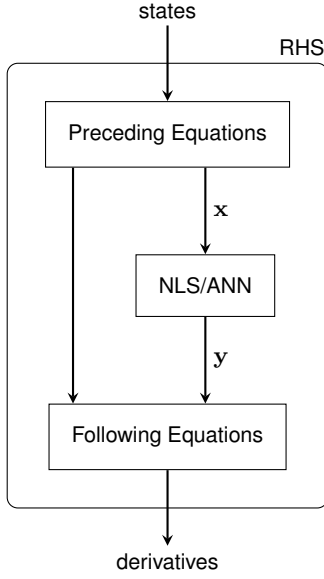 states
RHS
Preceding Equations
x
NLS/ANN
y
Following Equations
derivatives